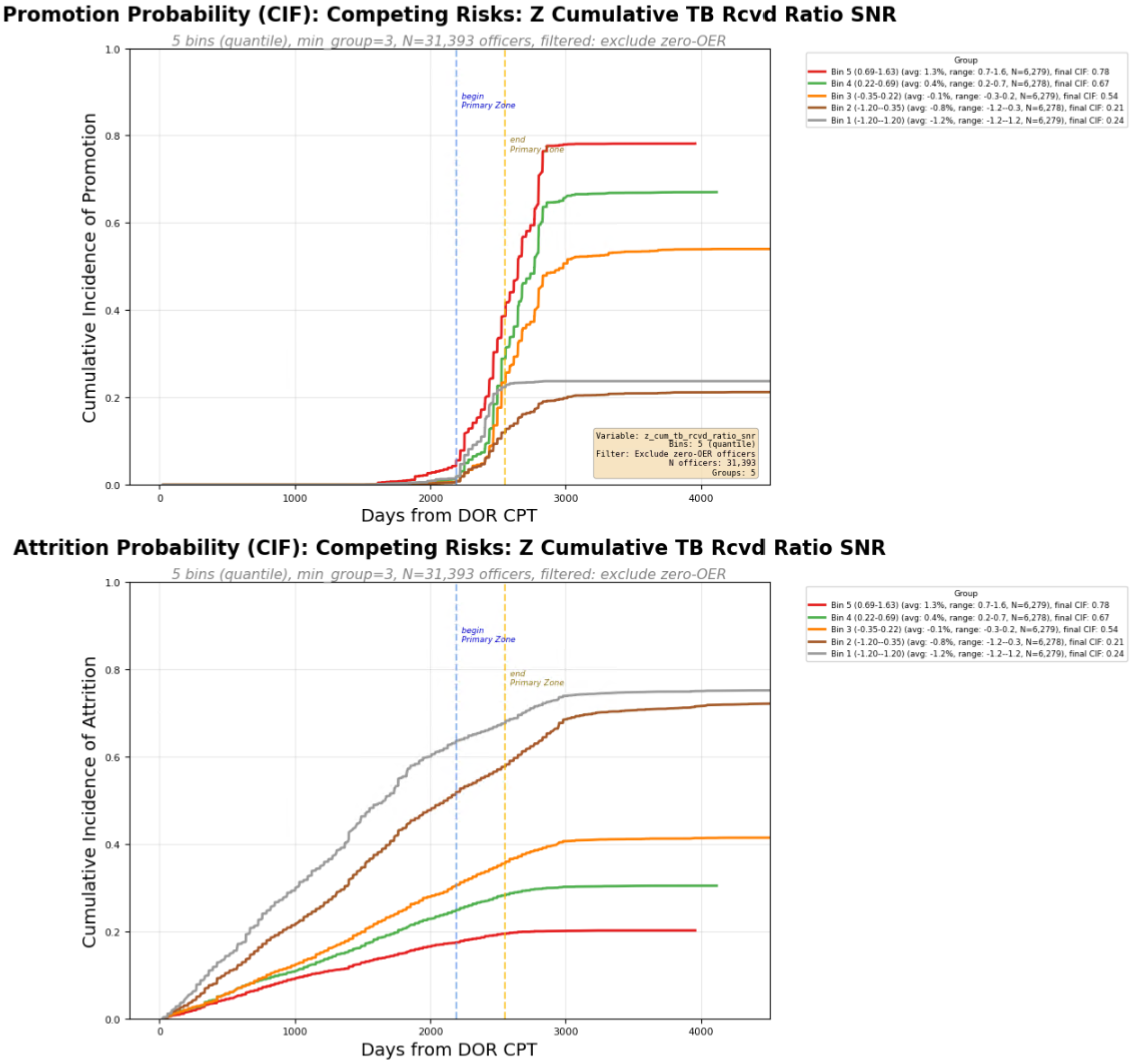 Promotion Probability (CIF): Competing Risks: Z Cumulative TB Rcvd Ratio SNR
5 bins (quantile), min_group=3, N=31,393 officers, filtered: exclude zero-OER
Cumulative Incidence of Promotion
1.0
0.8
0.6
0.4
0.2
0.0
begin
Primary Zone
end
Primary Zone
Variable: z_cum_tb_rcvd_ratio_snr
Bins: 5 (quantile)
Filter: Exclude zero-OER officers
N officers: 31,393
Groups: 5
0
1000
2000
3000
4000
Days from DOR CPT
Group
Bin 5 (0.69-1.63) (avg: 1.3%, range: 0.7-1.6, N=6,279), final CIF: 0.78
Bin 4 (0.22-0.69) (avg: 0.4%, range: 0.2-0.7, N=6,278), final CIF: 0.67
Bin 3 (-0.35-0.22) (avg: -0.1%, range: -0.3-0.2, N=6,279), final CIF: 0.54
Bin 2 (-1.20--0.35) (avg: -0.8%, range: -1.2--0.3, N=6,278), final CIF: 0.21
Bin 1 (-1.20--1.20) (avg: -1.2%, range: -1.2--1.2, N=6,279), final CIF: 0.24
Attrition Probability (CIF): Competing Risks: Z Cumulative TB Rcvd Ratio SNR
5 bins (quantile), min_group=3, N=31,393 officers, filtered: exclude zero-OER
Cumulative Incidence of Attrition
1.0
0.8
0.6
0.4
0.2
0.0
begin
Primary Zone
end
Primary Zone
0
1000
2000
3000
4000
Days from DOR CPT
Group
Bin 5 (0.69-1.63) (avg: 1.3%, range: 0.7-1.6, N=6,279), final CIF: 0.78
Bin 4 (0.22-0.69) (avg: 0.4%, range: 0.2-0.7, N=6,278), final CIF: 0.67
Bin 3 (-0.35-0.22) (avg: -0.1%, range: -0.3-0.2, N=6,279), final CIF: 0.54
Bin 2 (-1.20--0.35) (avg: -0.8%, range: -1.2--0.3, N=6,278), final CIF: 0.21
Bin 1 (-1.20--1.20) (avg: -1.2%, range: -1.2--1.2, N=6,279), final CIF: 0.24